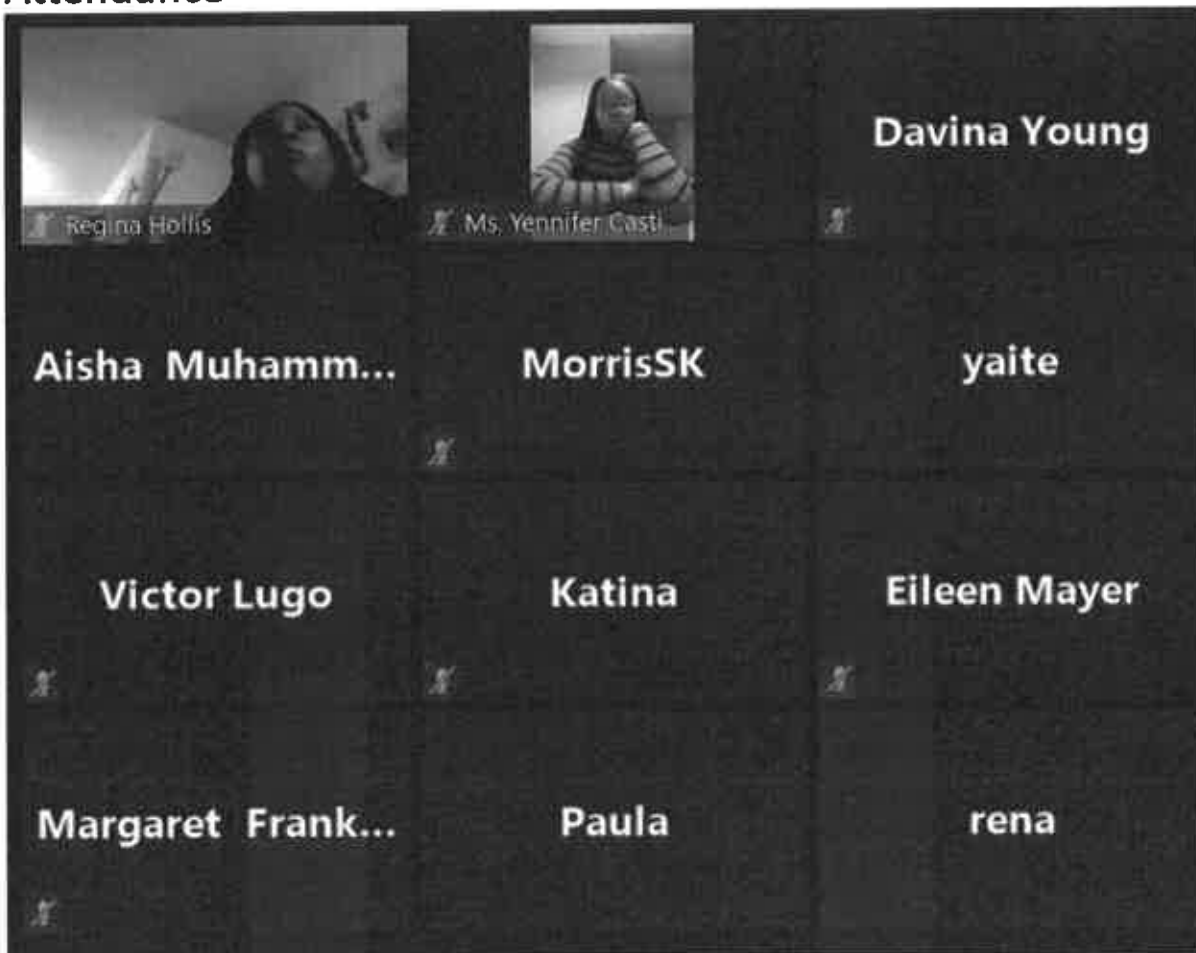 Attendance
Regina Hollis
Ms. Yennifer Casti...
Davina Young
Aisha Muhamm...
MorrisSK
yaite
Victor Lugo
Katina
Eileen Mayer
Margaret Frank...
Paula
rena